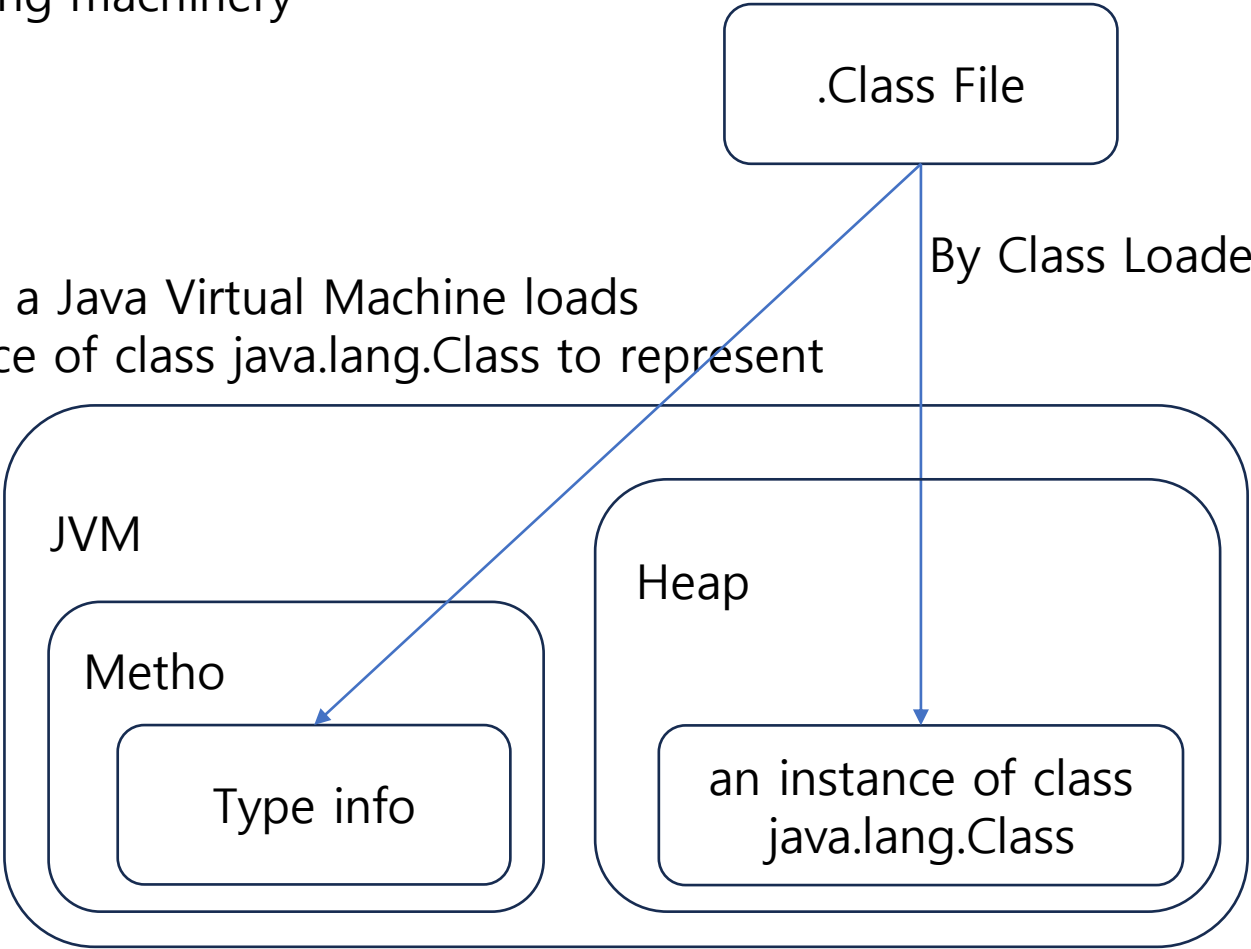 ng machinery
.Class File
By Class Loade
a Java Virtual Machine loads
ce of class java.lang.Class to represent
JVM
Heap
Metho
Type info
an instance of class
java.lang.Class